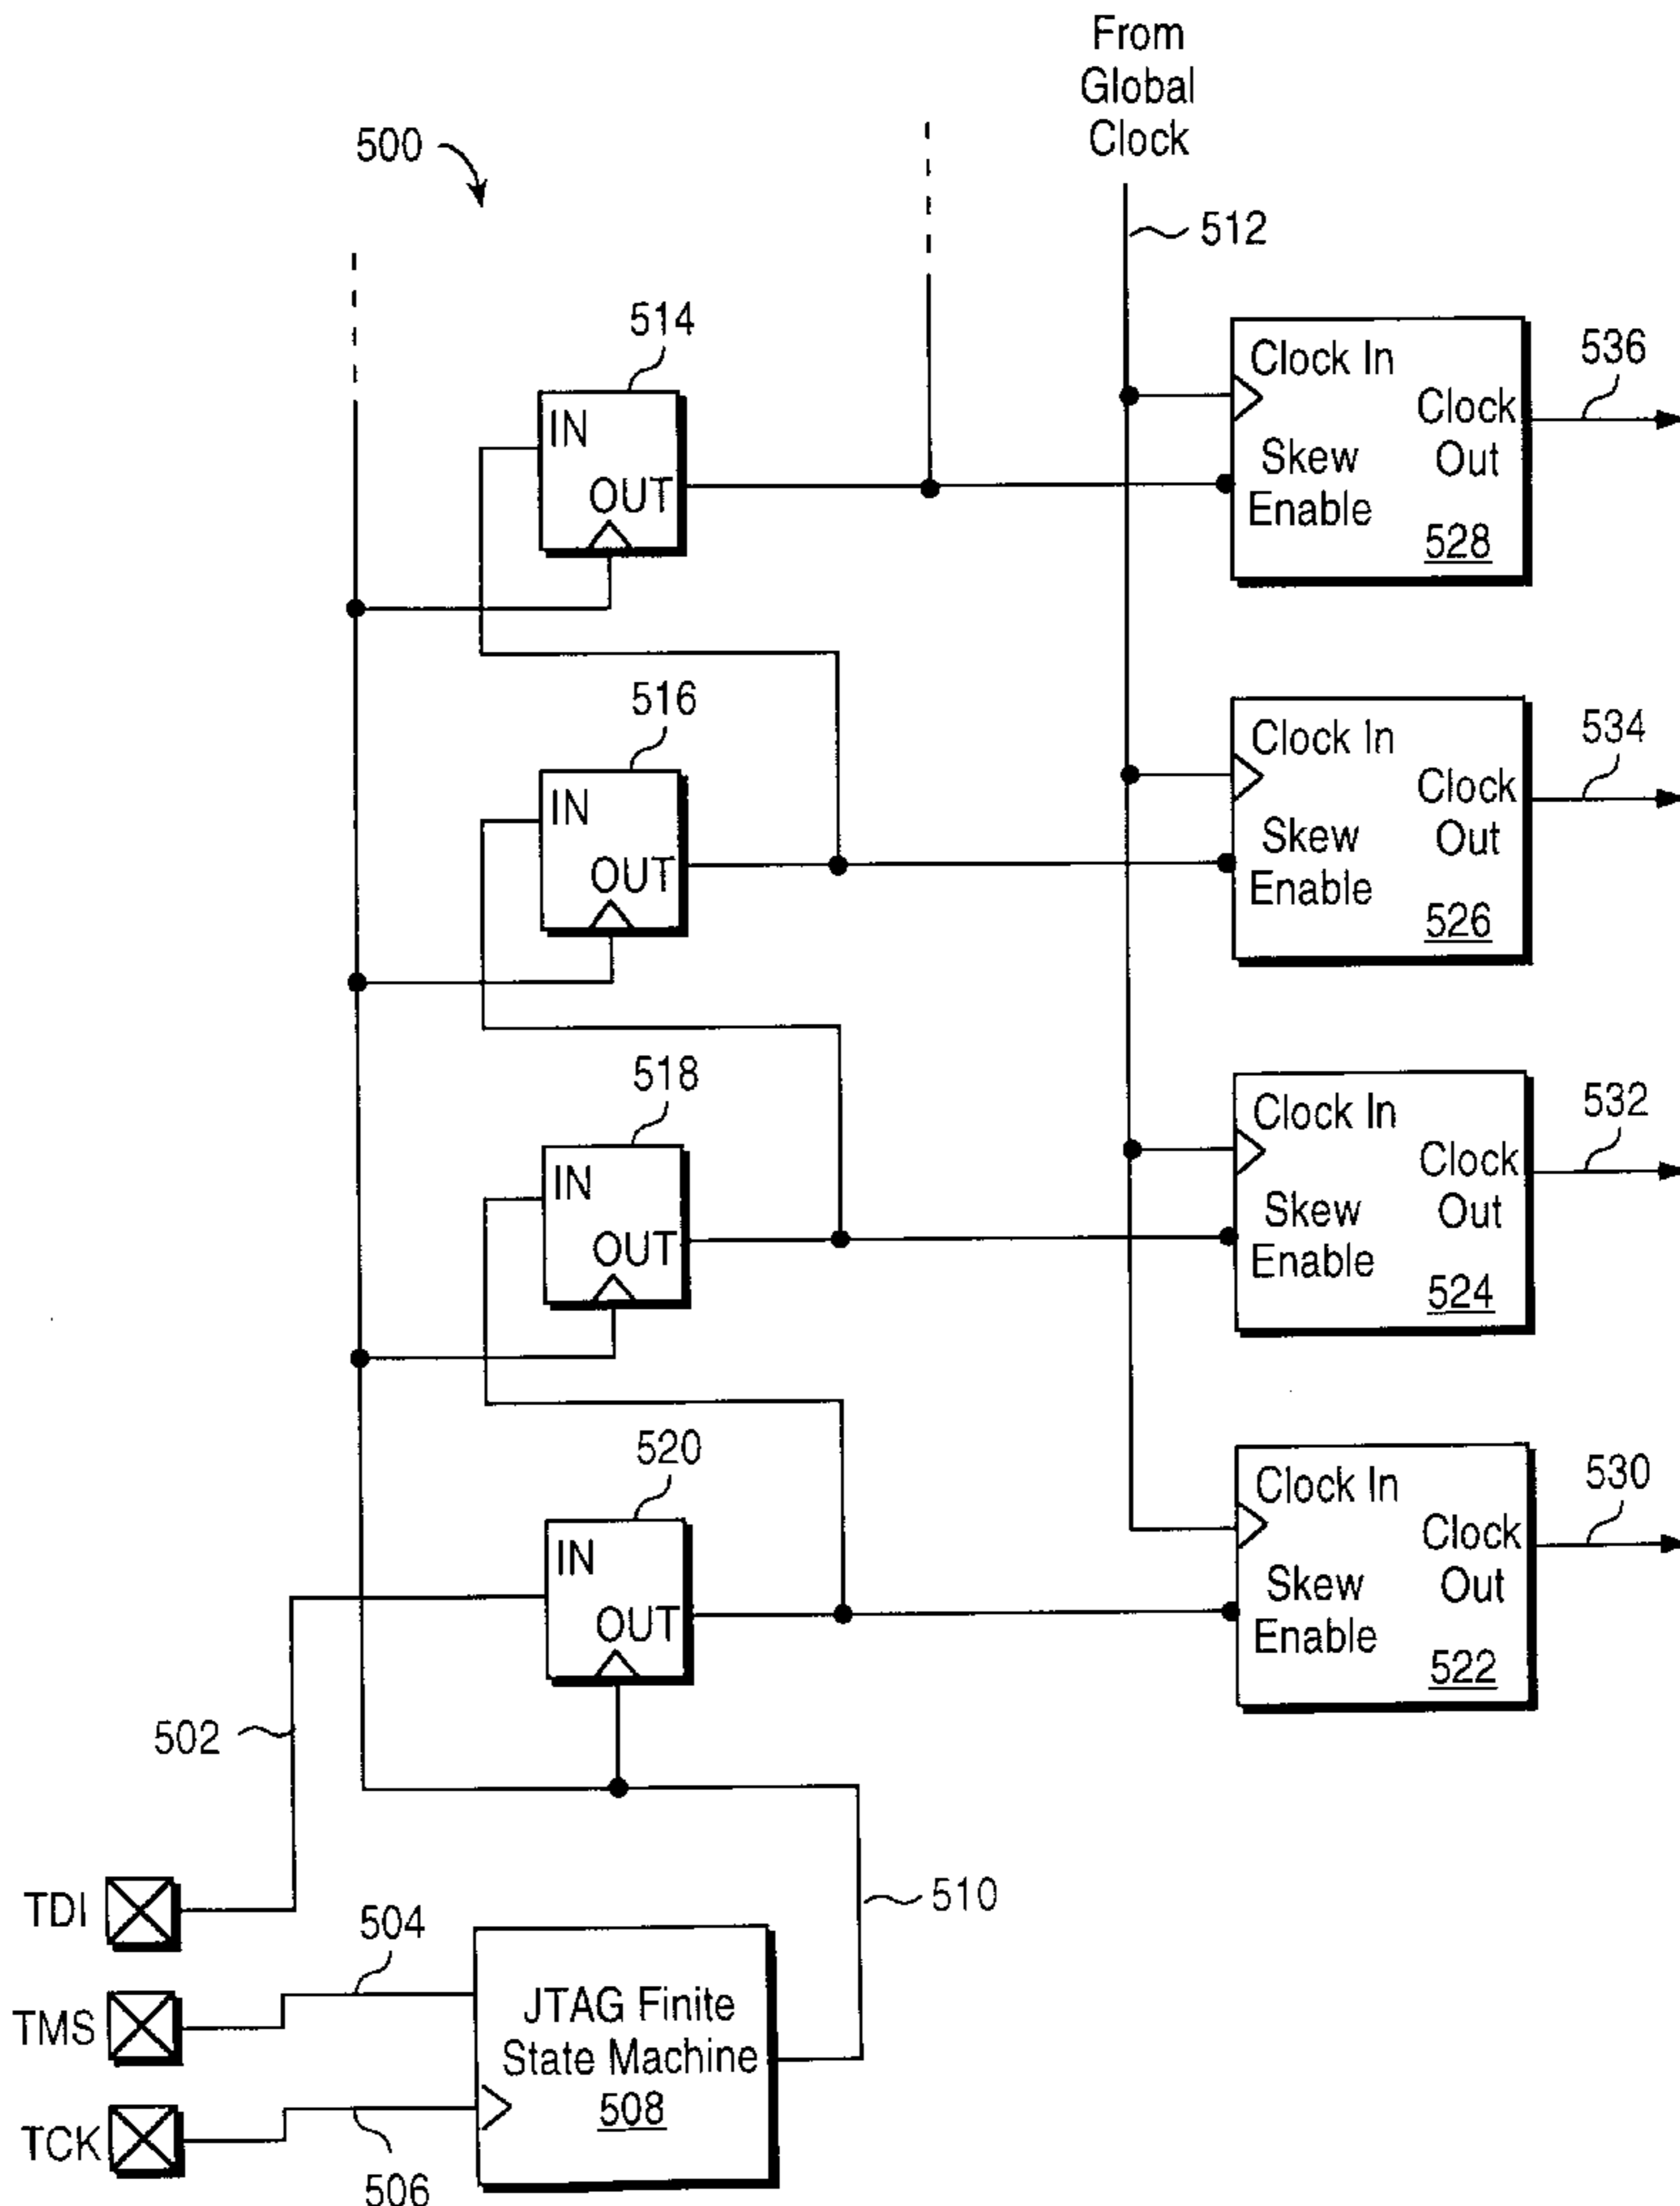 From
Global
Clock
500
512
514
IN
OUT
Clock In
Clock
Out
Skew
Enable
528
536
516
IN
OUT
Clock In
Clock
Out
Skew
Enable
526
534
518
IN
OUT
Clock In
Clock
Out
Skew
Enable
524
532
520
IN
OUT
Clock In
Clock
Out
Skew
Enable
522
530
502
TDI
510
504
TMS
JTAG Finite
State Machine
508
TCK
506